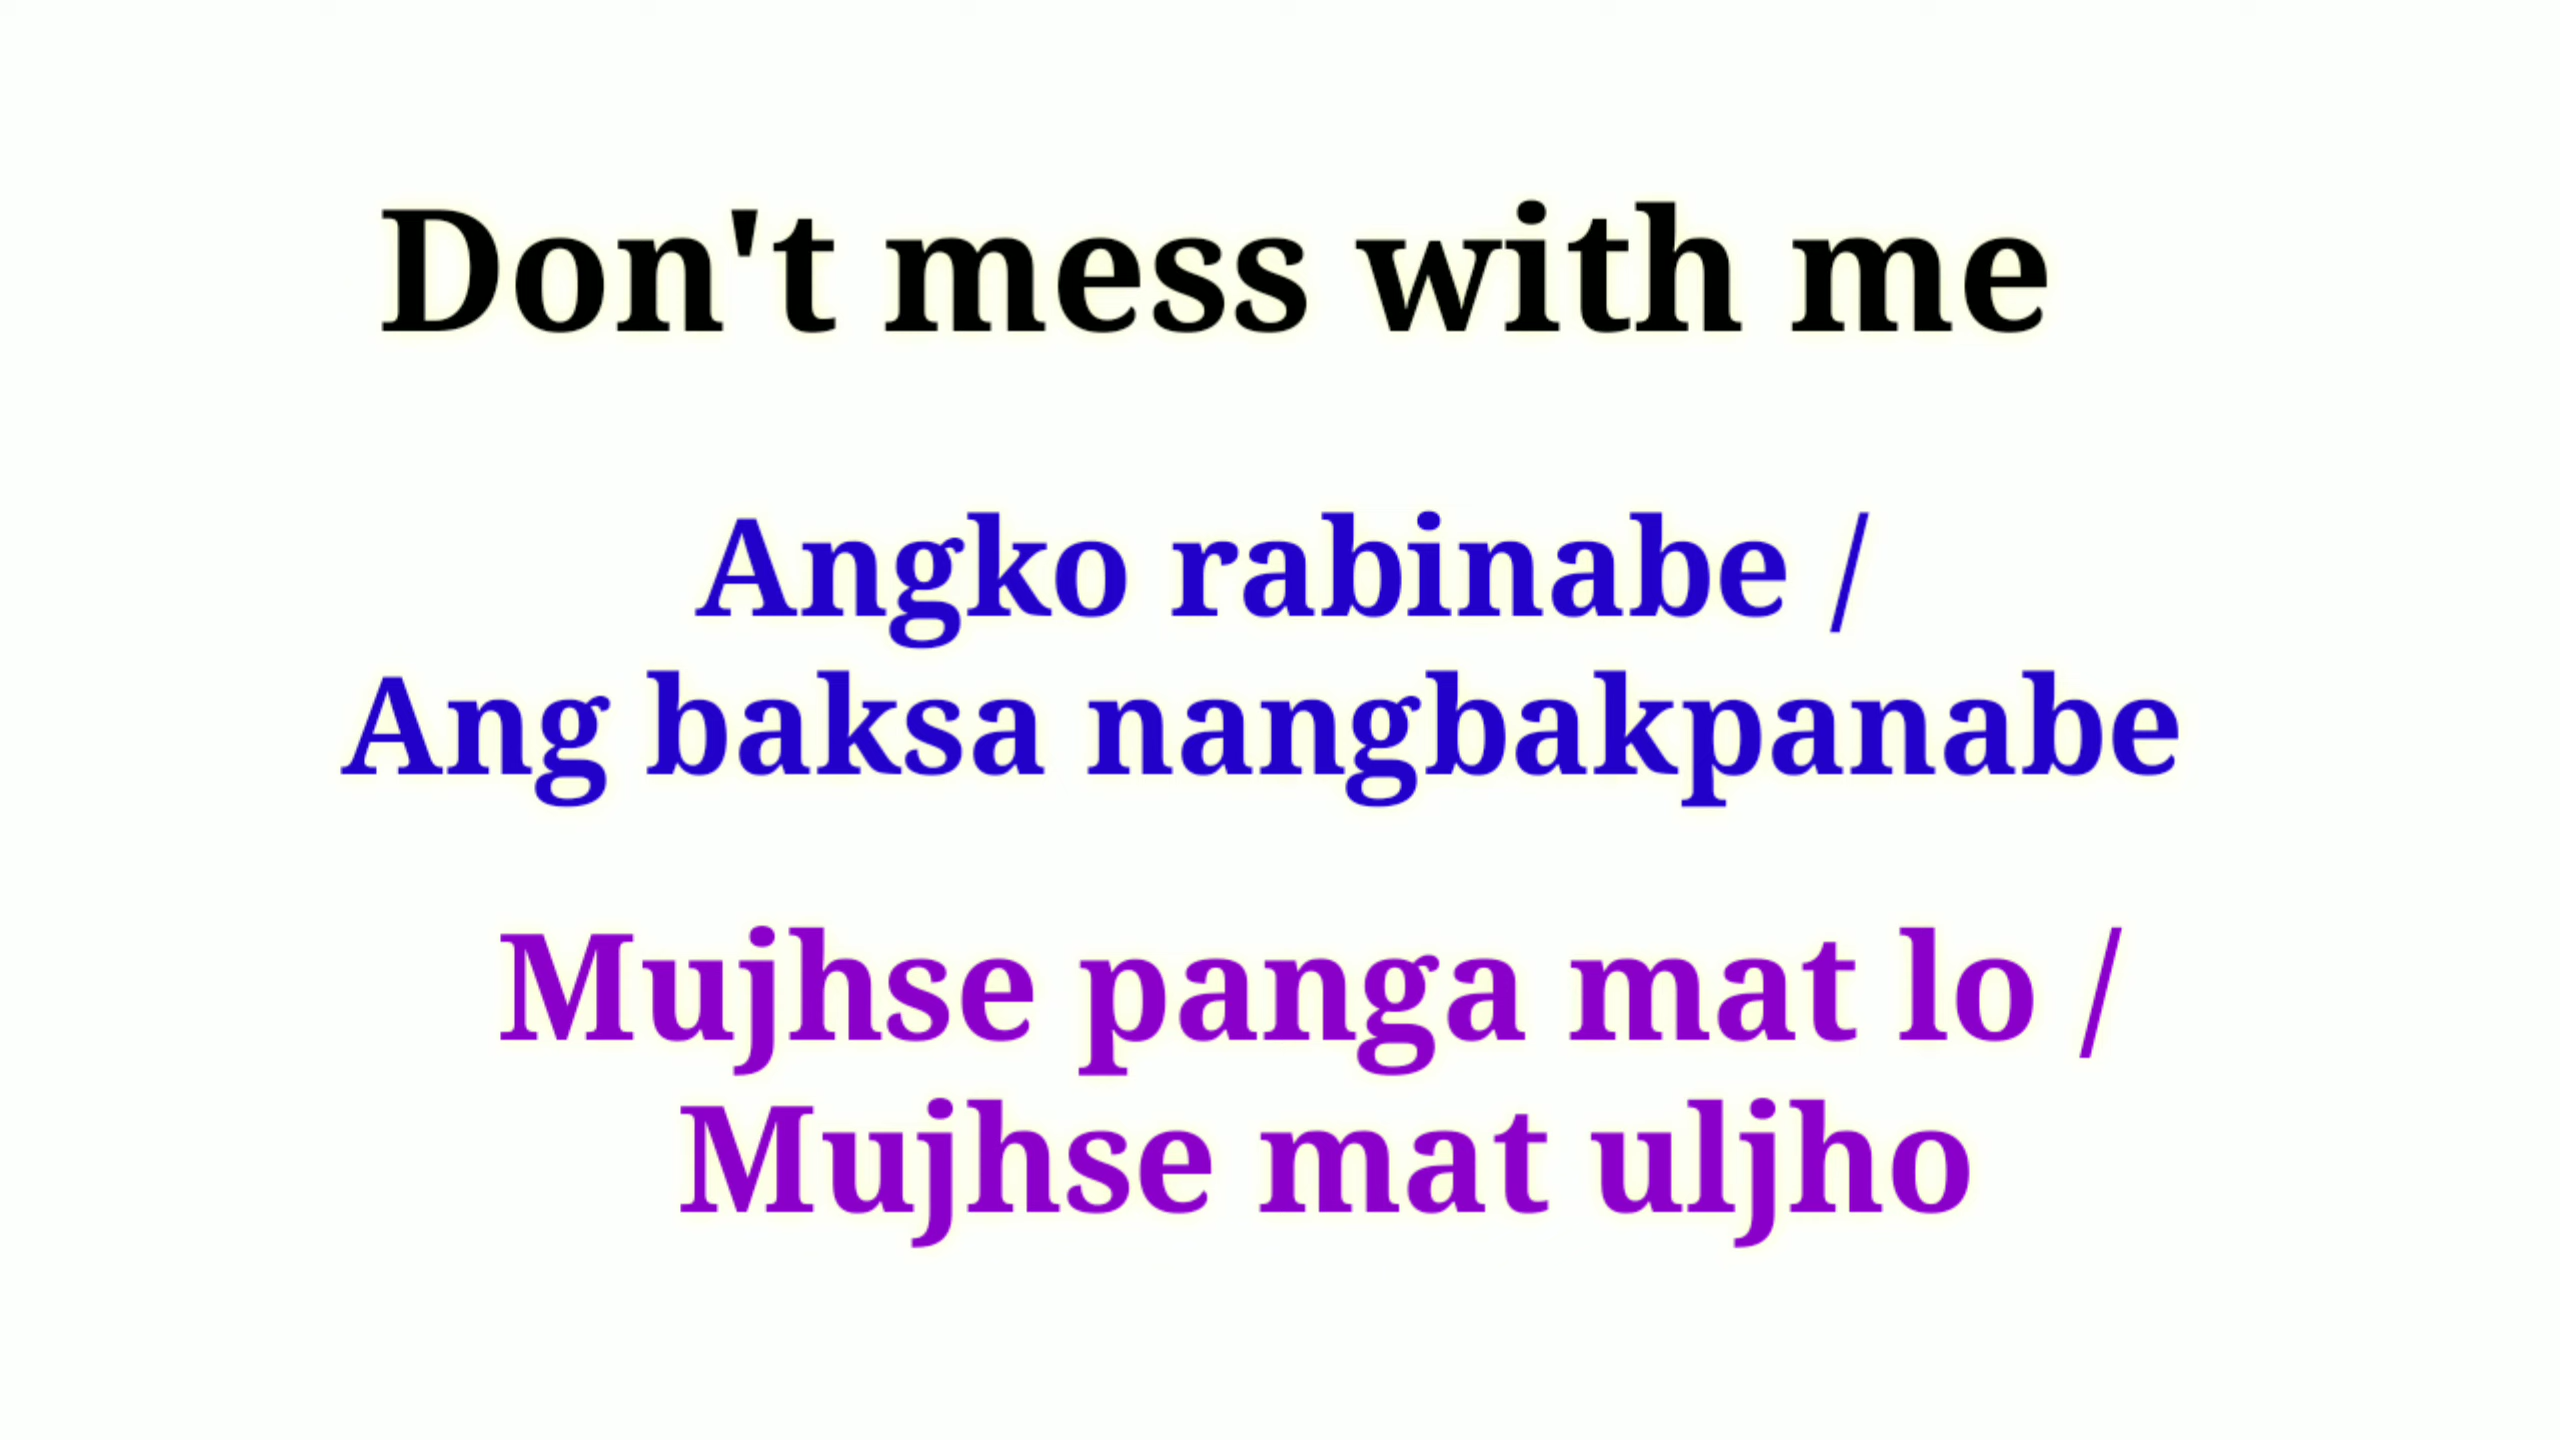 Don't mess with me
Angko rabinabe /
Ang baksa nangbakpanabe
Mujhse panga mat lo /
Mujhse mat uljho